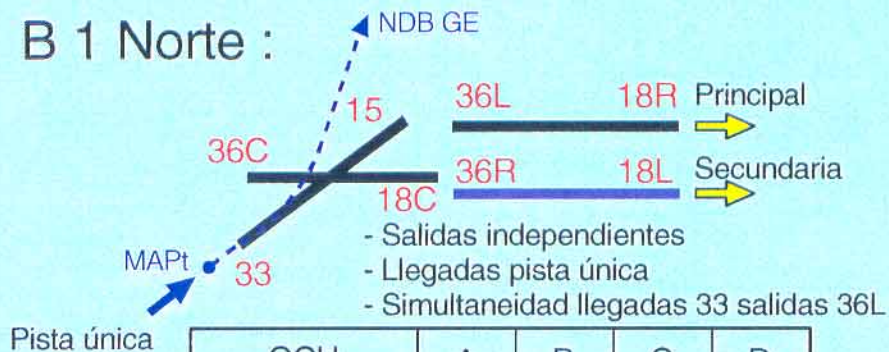 B 1 Norte :
NDB GE
15
36L 18R Principal
36C
36R 18L Secundaria
18C
- Salidas independientes
MAPt
33
- Llegadas pista única
- Simultaneidad llegadas 33 salidas 36L
Pista única